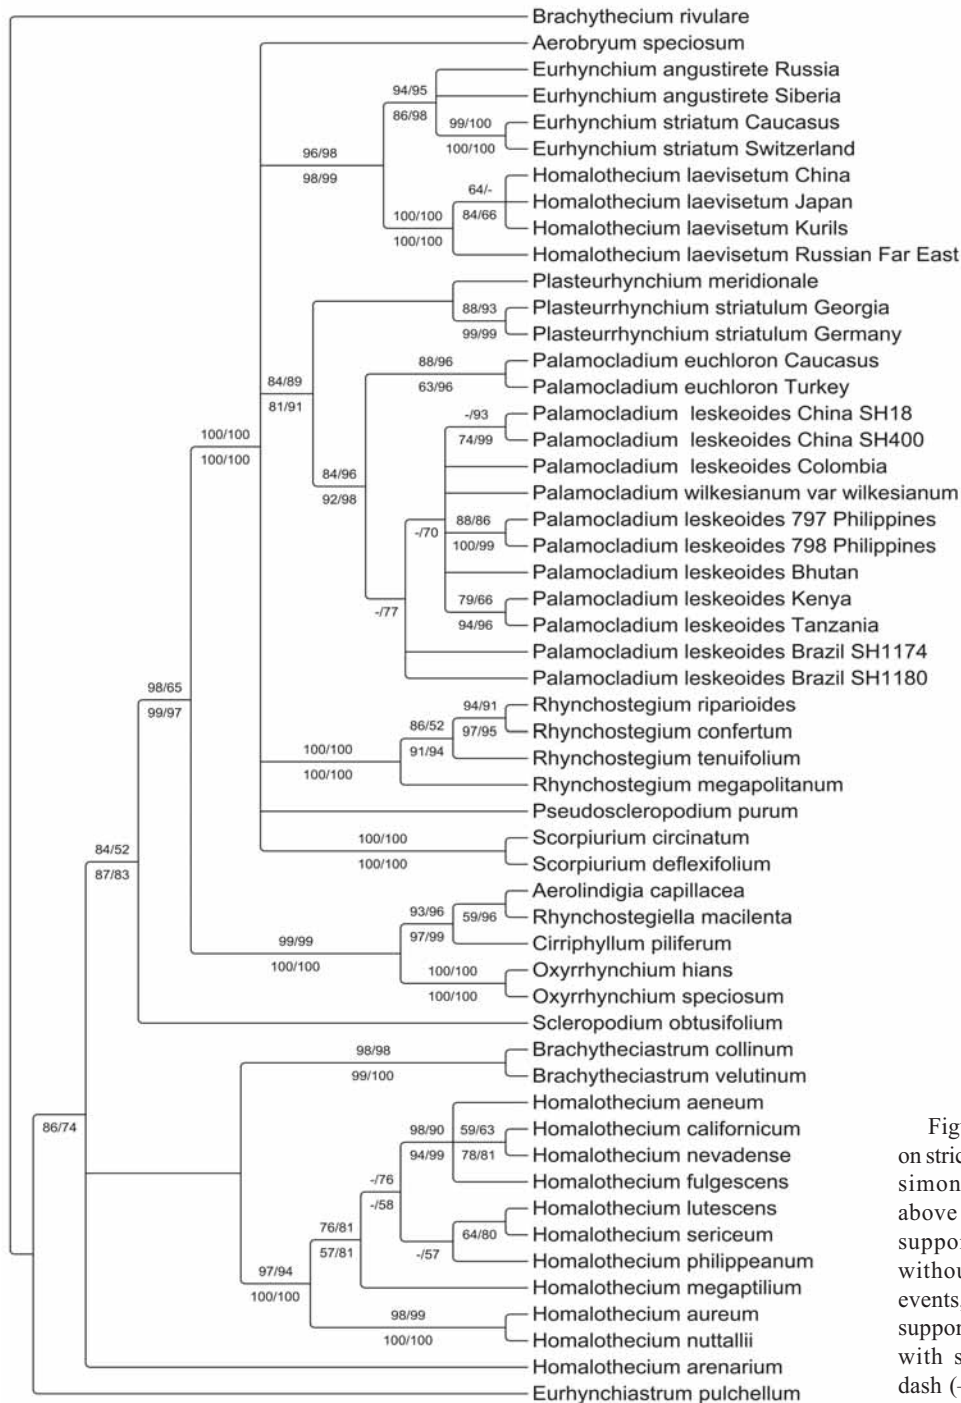 Brachythecium rivulare
Aerobryum speciosum
Eurhynchium angustirete Russia
94/95
Eurhynchium angustirete Siberia
86/98
99/100
Eurhynchium striatum Caucasus
100/100
Eurhynchium striatum Switzerland
96/98
98/99
Homalothecium laevisetum China
64/-
Homalothecium laevisetum Japan
84/66
100/100
Homalothecium laevisetum Kurils
100/100
Homalothecium laevisetum Russian Far East
Plasteurhynchium meridionale
88/93
Plasteurrhynchium striatulum Georgia
99/99
Plasteurrhynchium striatulum Germany
88/96
Palamocladium euchloron Caucasus
63/96
Palamocladium euchloron Turkey
84/89
81/91
-/93
Palamocladium leskeoides China SH18
74/99
Palamocladium leskeoides China SH400
100/100
100/100
Palamocladium leskeoides Colombia
84/96
92/98
Palamocladium wilkesianum var wilkesianum
88/86
Palamocladium leskeoides 797 Philippines
-/70
100/99
Palamocladium leskeoides 798 Philippines
Palamocladium leskeoides Bhutan
79/66
Palamocladium leskeoides Kenya
-/77
94/96
Palamocladium leskeoides Tanzania
Palamocladium leskeoides Brazil SH1174
Palamocladium leskeoides Brazil SH1180
98/65
99/97
94/91
Rhynchostegium riparioides
86/52
97/95
Rhynchostegium confertum
91/94
Rhynchostegium tenuifolium
100/100
100/100
Rhynchostegium megapolitanum
Pseudoscleropodium purum
100/100
Scorpiurium circinatum
100/100
Scorpiurium deflexifolium
84/52
87/83
Aerolindigia capillacea
93/96
59/96
Rhynchostegiella macilenta
97/99
Cirriphyllum piliferum
99/99
100/100
100/100
Oxyrrhynchium hians
100/100
Oxyrrhynchium speciosum
Scleropodium obtusifolium
98/98
Brachytheciastrum collinum
99/100
Brachytheciastrum velutinum
Homalothecium aeneum
86/74
98/90
59/63
Homalothecium californicum
94/99
78/81
Homalothecium nevadense
-/76
-/58
Homalothecium fulgescens
Homalothecium lutescens
64/80
Homalothecium sericeum
76/81
57/81
-/57
Homalothecium philippeanum
97/94
100/100
Homalothecium megaptilium
98/99
Homalothecium aureum
100/100
Homalothecium nuttallii
Homalothecium arenarium
Eurhynchiastrum pulchellum
Fig
on stric
simon
above
suppor
withou
events,
suppor
with s
dash (–